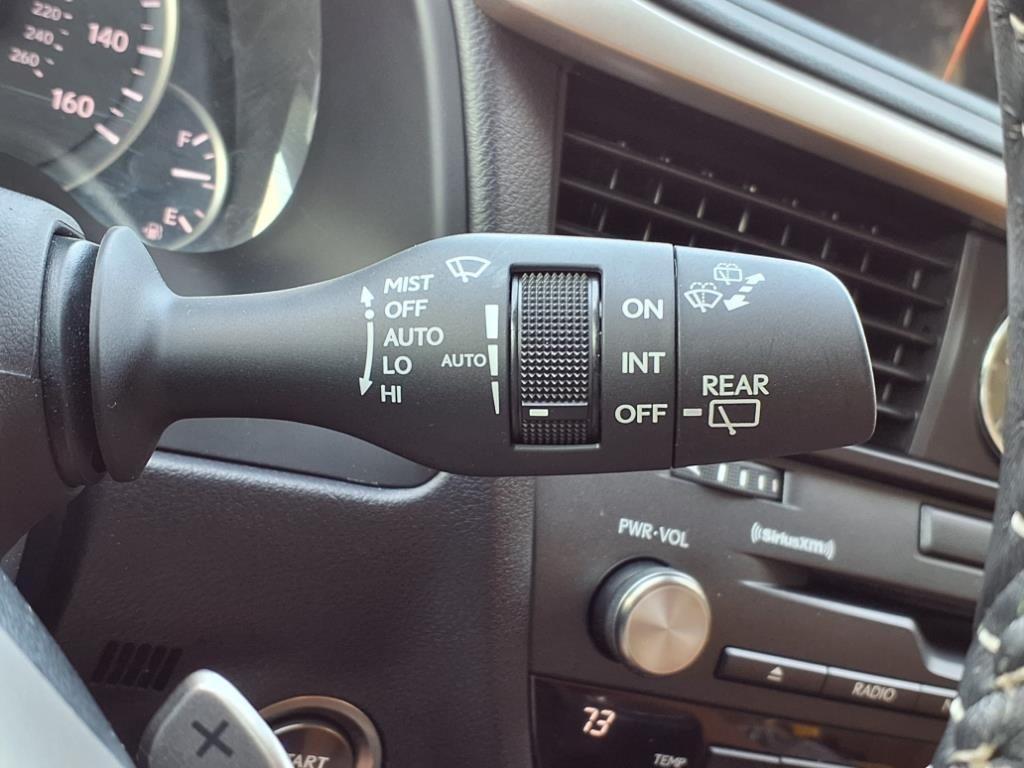 220
240
260
140
160
F
E
MIST
OFF
AUTO
LO
HI
AUTO
ON
INT
OFF
REAR
PWR•VOL
((SiriusXM))
RADIO
73
TEMP